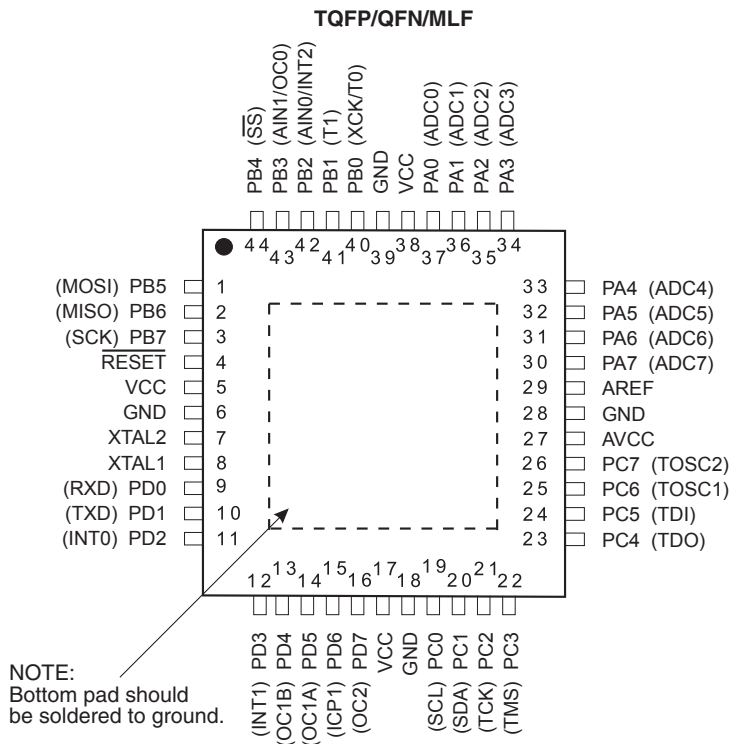 TQFP/QFN/MLF
PB4 (SS)
PB3 (AIN1/OC0)
PB2 (AIN0/INT2)
PB1 (T1)
PB0 (XCK/T0)
GND
VCC
PA0 (ADC0)
PA1 (ADC1)
PA2 (ADC2)
PA3 (ADC3)
44 43 42 41 40 39 38 37 36 35 34
(MOSI) PB5 1
(MISO) PB6 2
(SCK) PB7 3
RESET 4
VCC 5
GND 6
XTAL2 7
XTAL1 8
(RXD) PD0 9
(TXD) PD1 10
(INT0) PD2 11
33 PA4 (ADC4)
32 PA5 (ADC5)
31 PA6 (ADC6)
30 PA7 (ADC7)
29 AREF
28 GND
27 AVCC
26 PC7 (TOSC2)
25 PC6 (TOSC1)
24 PC5 (TDI)
23 PC4 (TDO)
12 13 14 15 16 17 18 19 20 21 22
(INT1) PD3
(OC1B) PD4
(OC1A) PD5
(ICP1) PD6
(OC2) PD7
VCC
GND
(SCL) PC0
(SDA) PC1
(TCK) PC2
(TMS) PC3
NOTE:
Bottom pad should
be soldered to ground.